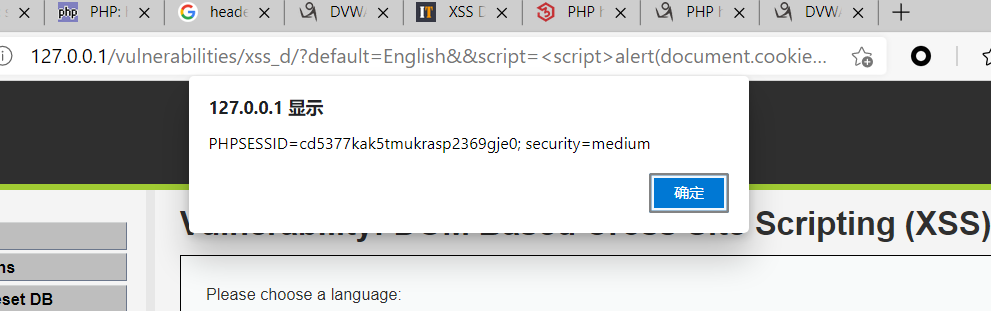 PHP:
heade
DVW
XSS D
PHP h
PHP h
DVWA
127.0.0.1/vulnerabilities/xss_d/?default=English&&script=<script>alert(document.cookie...
127.0.0.1 显示
PHPSESSID=cd5377kak5tmukrasp2369gje0; security=medium
确定
Scripting (XSS)
ns
eset DB
Please choose a language: